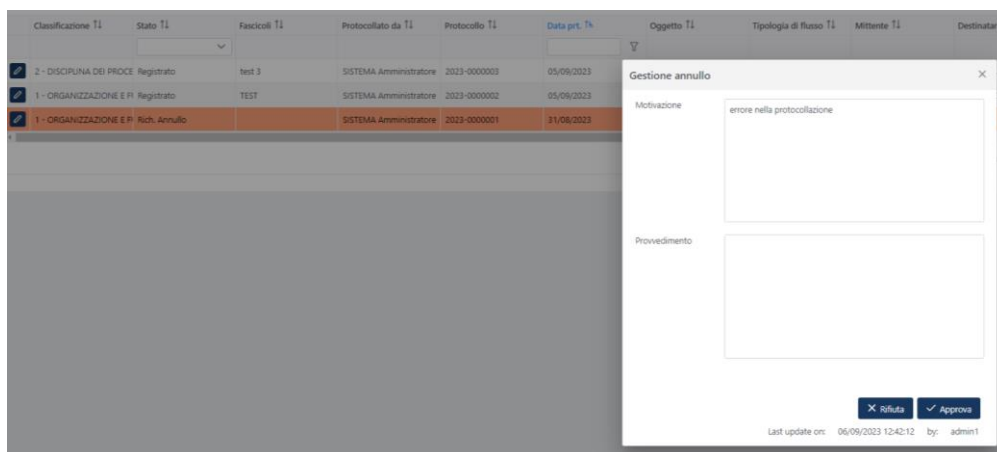 Classificazione Stato Fascicoli Protocollato da Protocollo Data prt. Oggetto Tipologia di flusso Mittente Destinatar
2 - DISCIPLINA DEI PROCE Registrato test 3 SISTEMA Amministratore 2023-0000003 05/09/2023
1 - ORGANIZZAZIONE E FI Registrato TEST SISTEMA Amministratore 2023-0000002 05/09/2023
1 - ORGANIZZAZIONE E FI Rich. Annullo SISTEMA Amministratore 2023-0000001 31/08/2023
Gestione annullo
Motivazione
errore nella protocollazione
Provvedimento
Rifiuta Approva
Last update on: 06/09/2023 12:42:12 by: admin1